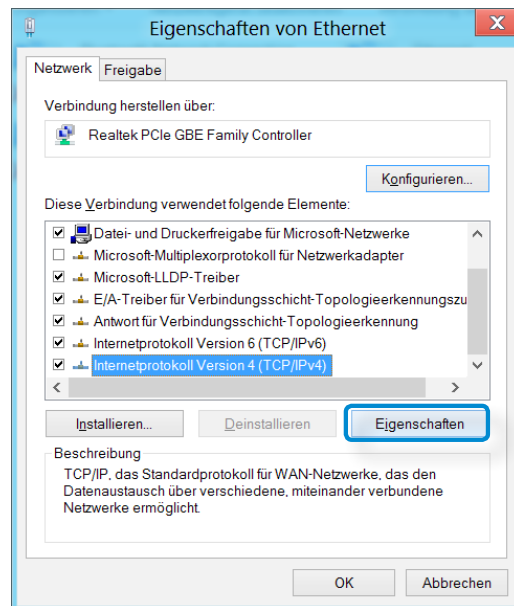 Eigenschaften von Ethernet
Netzwerk Freigabe
Verbindung herstellen über:
Realtek PCIe GBE Family Controller
Konfigurieren...
Diese Verbindung verwendet folgende Elemente:
Datei- und Druckerfreigabe für Microsoft-Netzwerke
Microsoft-Multiplexorprotokoll für Netzwerkadapter
Microsoft-LLDP-Treiber
E/A-Treiber für Verbindungsschicht-Topologieerkennungszu
Antwort für Verbindungsschicht-Topologieerkennung
Internetprotokoll Version 6 (TCP/IPv6)
Internetprotokoll Version 4 (TCP/IPv4)
Installieren... Deinstallieren Eigenschaften
Beschreibung
TCP/IP, das Standardprotokoll für WAN-Netzwerke, das den
Datenaustausch über verschiedene, miteinander verbundene
Netzwerke ermöglicht.
OK Abbrechen